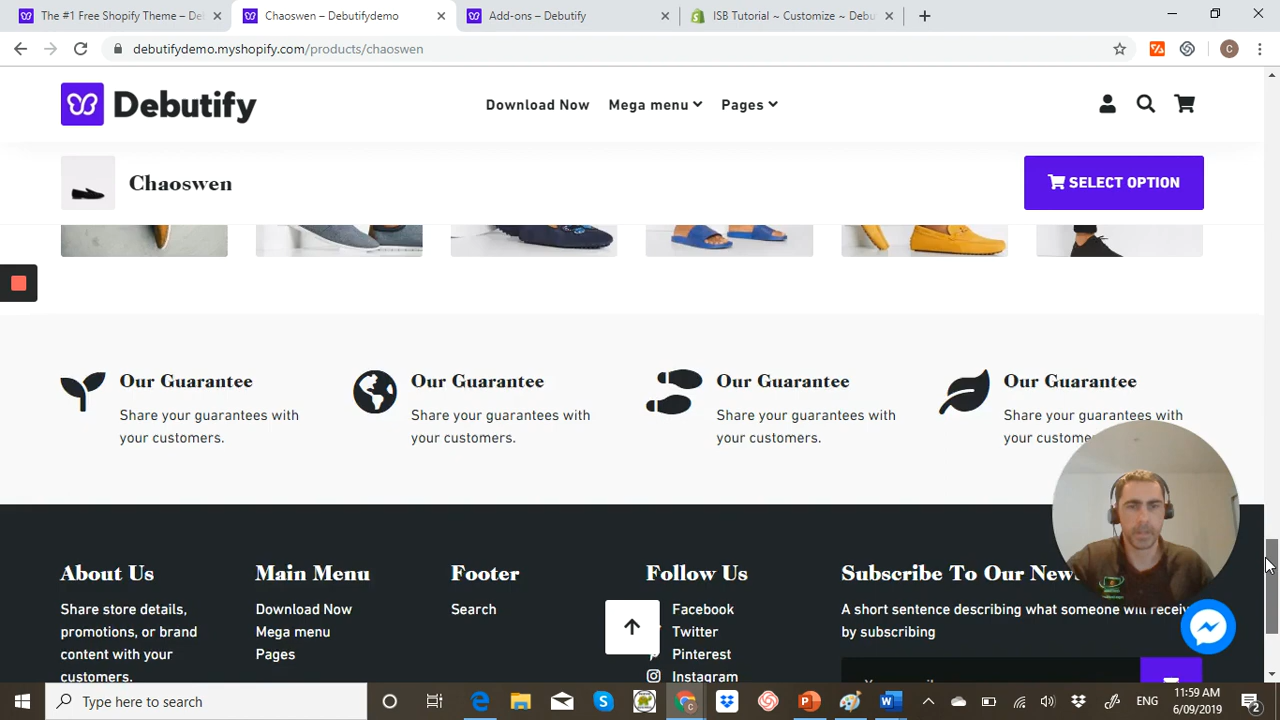 The #1 Free Shopify Theme – Deb
Chaoswen – Debutifydemo
Add-ons – Debutify
ISB Tutorial ~ Customize ~ Debu
debutifydemo.myshopify.com/products/chaoswen
C
Debutify
Download Now
Mega menu
Pages
Chaoswen
SELECT OPTION
Our Guarantee
Our Guarantee
Our Guarantee
Our Guarantee
Share your guarantees with
your customers.
Share your guarantees with
your customers.
Share your guarantees with
your customers.
Share your guarantees with
your custome
About Us
Share store details,
promotions, or brand
content with your
customers.
Main Menu
Download Now
Mega menu
Pages
Footer
Search
Follow Us
Facebook
Twitter
Pinterest
Instagram
Subscribe To Our New
A short sentence describing what someone will receiv
by subscribing
Type here to search
ENG
11:59 AM
6/09/2019
2